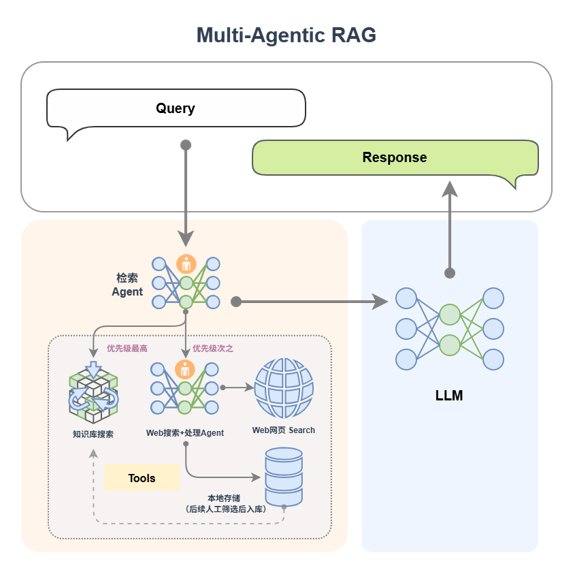 Multi-Agentic RAG
Query
Response
检索
Agent
优先级最高
优先级次之
知识库搜索
Web搜索+处理Agent
Web网页 Search
LLM
Tools
本地存储
（后续人工筛选后入库）